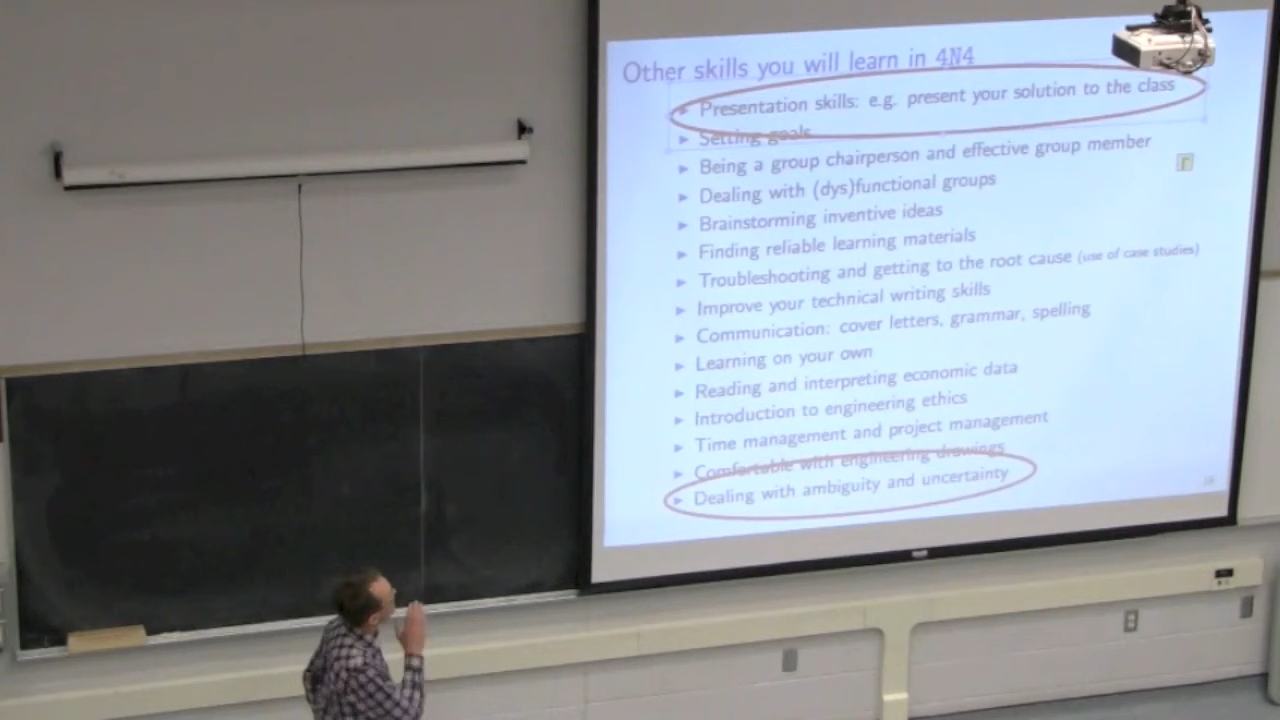 Other skills you will learn in 4N4
► Presentation skills: e.g. present your solution to the class
► Setting goals
► Being a group chairperson and effective group member
► Dealing with (dys)functional groups
► Brainstorming inventive ideas
► Finding reliable learning materials
► Troubleshooting and getting to the root cause (use of case studies)
► Improve your technical writing skills
► Communication: cover letters, grammar, spelling
► Learning on your own
► Reading and interpreting economic data
► Introduction to engineering ethics
► Time management and project management
► Comfortable with engineering drawings
► Dealing with ambiguity and uncertainty